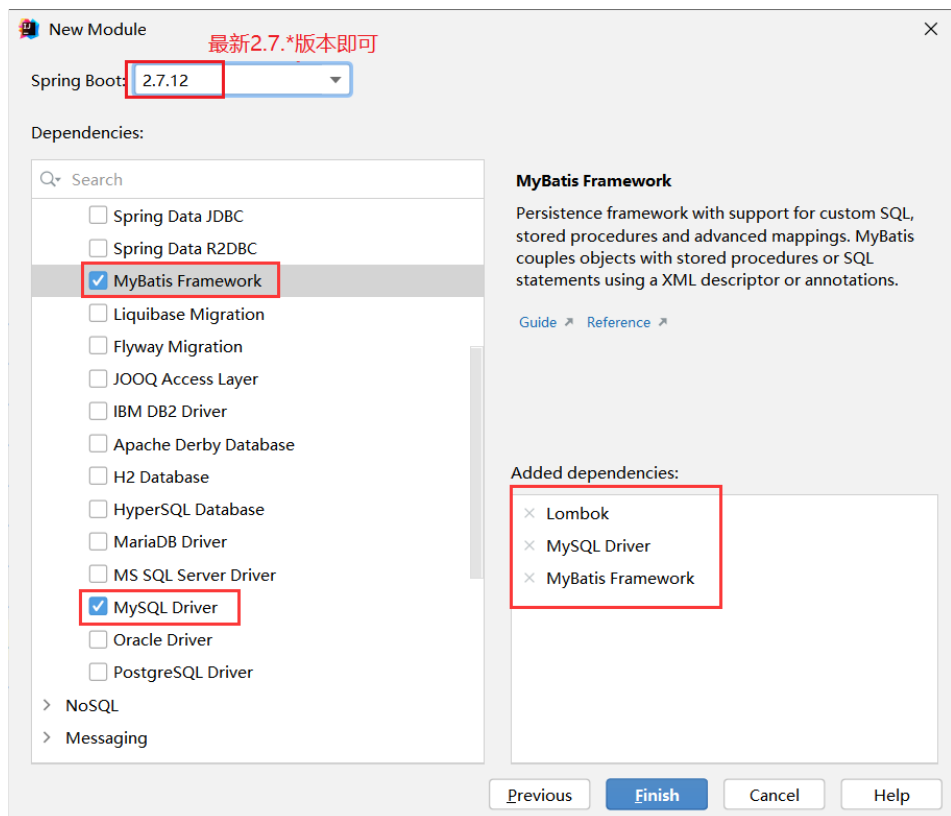 New Module
最新2.7.*版本即可
Spring Boot: 2.7.12
Dependencies:
Search
Spring Data JDBC
Spring Data R2DBC
MyBatis Framework
Liquibase Migration
Flyway Migration
JOOQ Access Layer
IBM DB2 Driver
Apache Derby Database
H2 Database
HyperSQL Database
MariaDB Driver
MS SQL Server Driver
MySQL Driver
Oracle Driver
PostgreSQL Driver
NoSQL
Messaging
MyBatis Framework
Persistence framework with support for custom SQL,
stored procedures and advanced mappings. MyBatis
couples objects with stored procedures or SQL
statements using a XML descriptor or annotations.
Guide Reference
Added dependencies:
Lombok
MySQL Driver
MyBatis Framework
Previous Finish Cancel Help